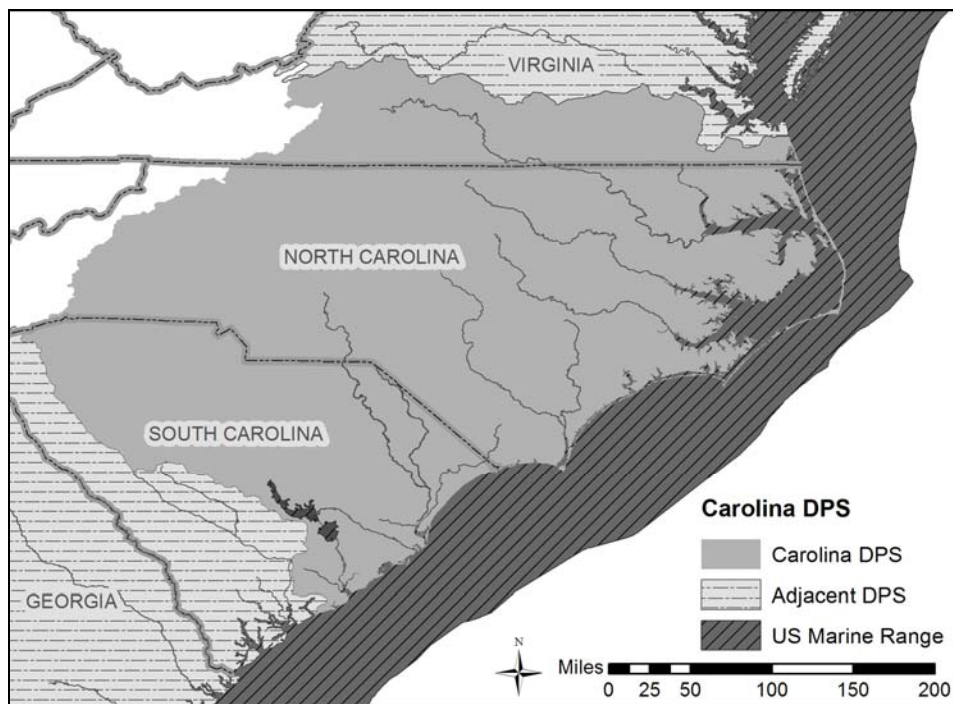 VIRGINIA
NORTH CAROLINA
SOUTH CAROLINA
GEORGIA
Carolina DPS
Carolina DPS
Adjacent DPS
US Marine Range
N
Miles
0 25 50 100 150 200